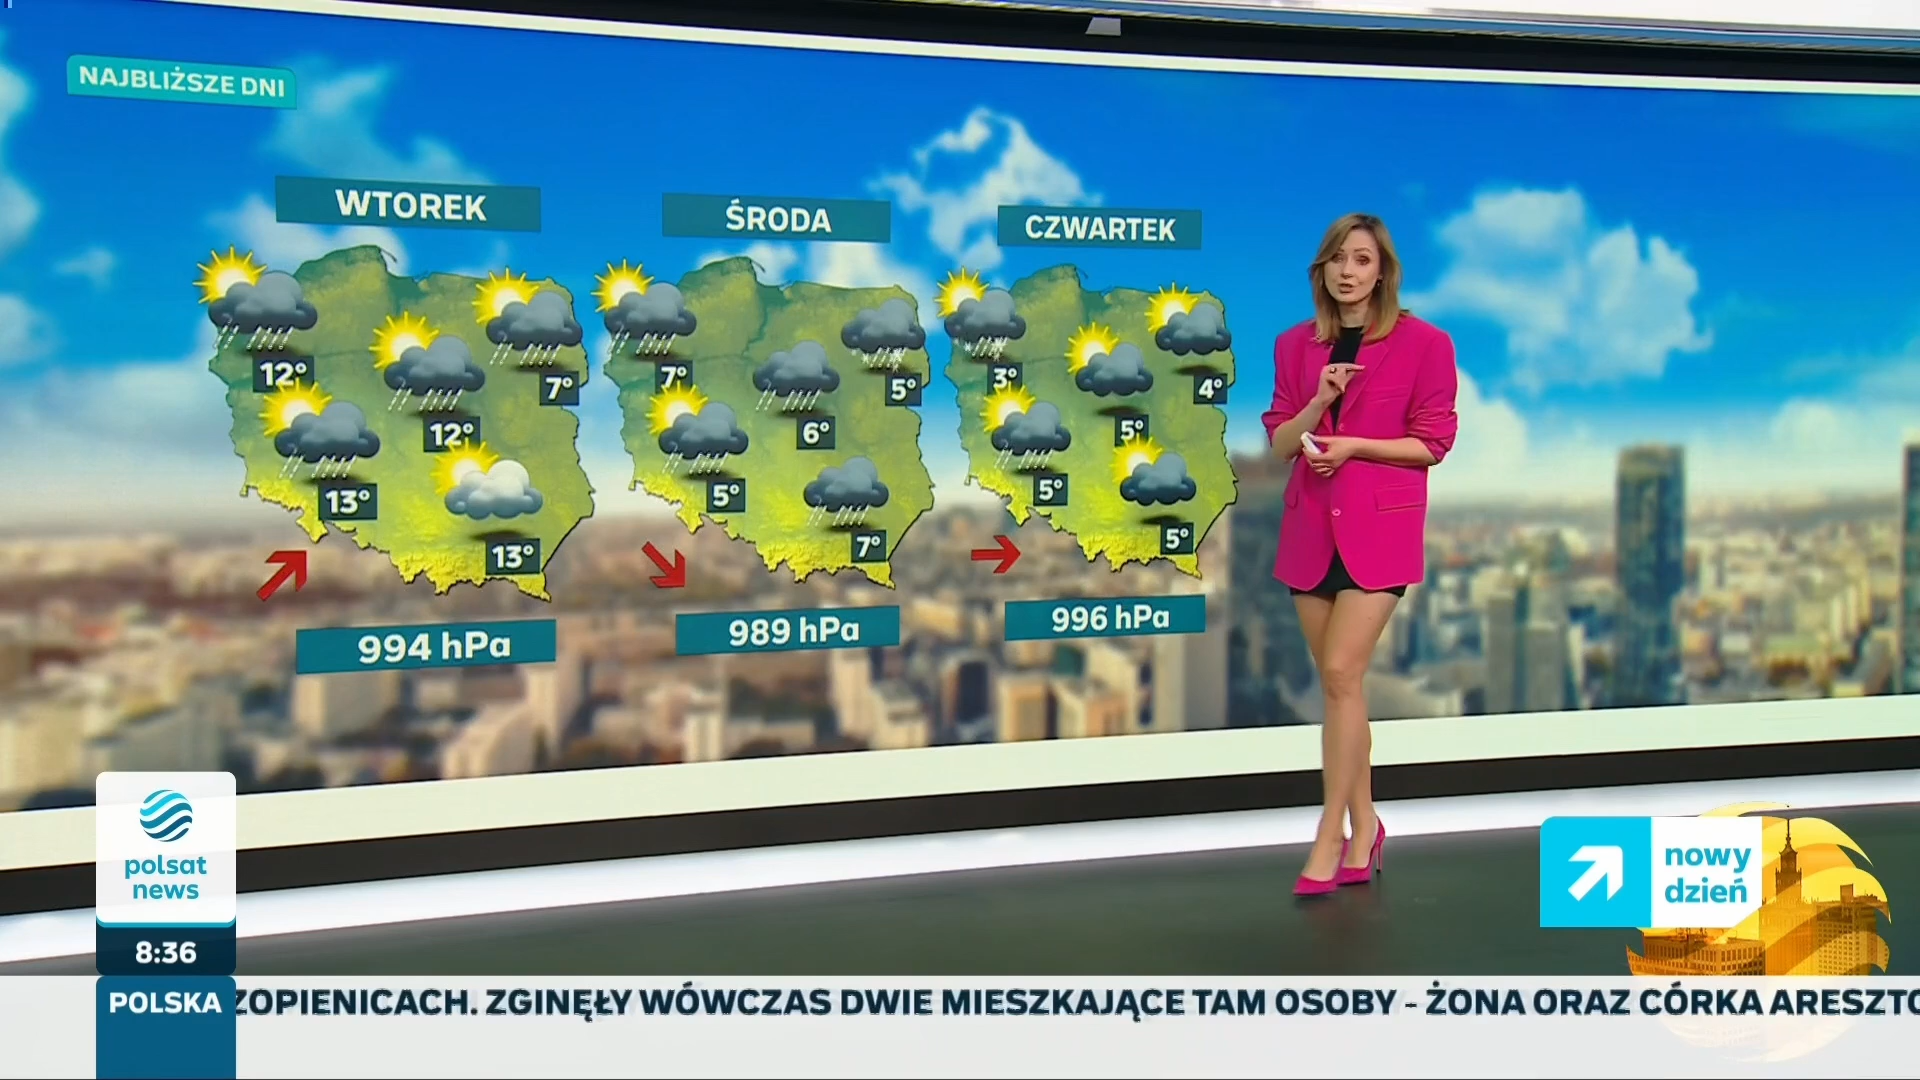 NAJBLIŻSZE DNI
WTOREK
12°
7°
12°
13°
13°
994 hPa
ŚRODA
7°
5°
6°
5°
7°
989 hPa
CZWARTEK
3°
4°
5°
5°
5°
996 hPa
polsat
news
8:36
nowy
dzień
POLSKA
ZOPIENICACH. ZGINĘŁY WÓWCZAS DWIE MIESZKAJĄCE TAM OSOBY - ŻONA ORAZ CÓRKA ARESZTO